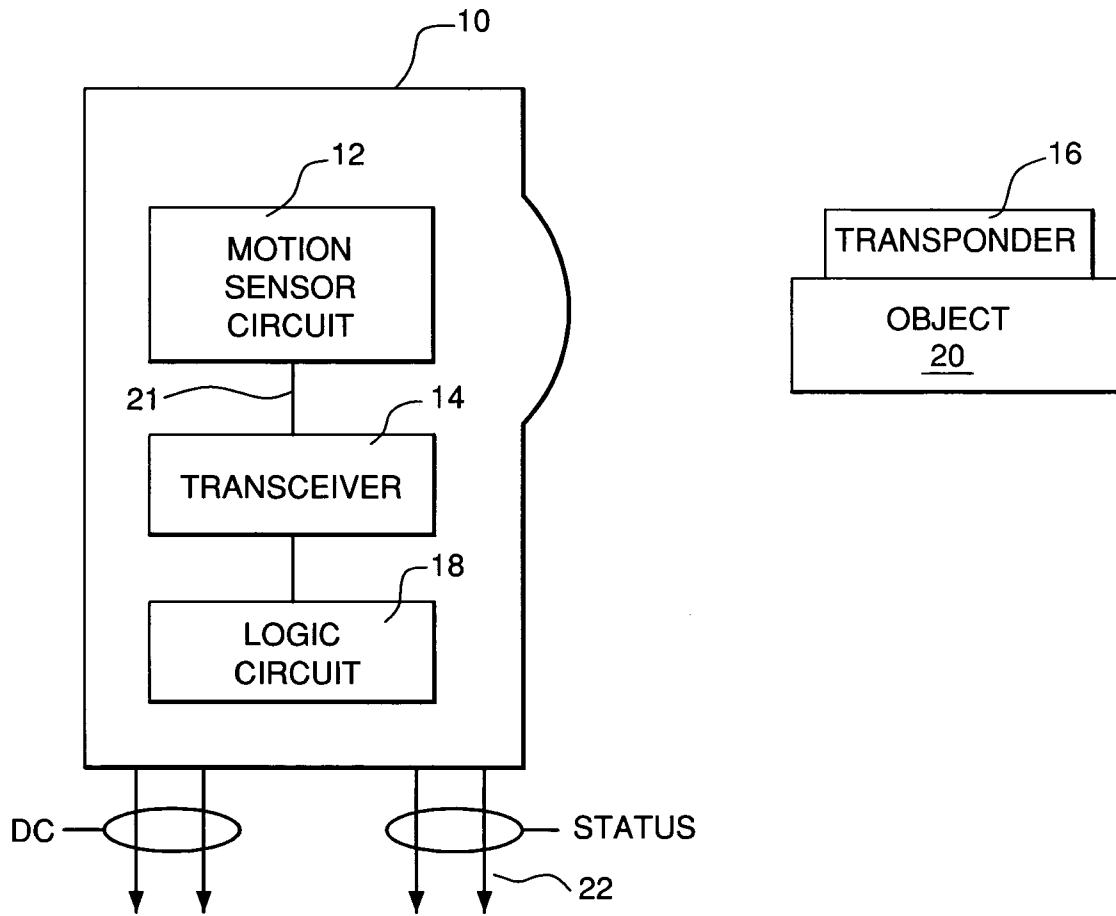 10
12
MOTION
SENSOR
CIRCUIT
16
TRANSPONDER
OBJECT
20
21
14
TRANSCEIVER
18
LOGIC
CIRCUIT
DC
STATUS
22